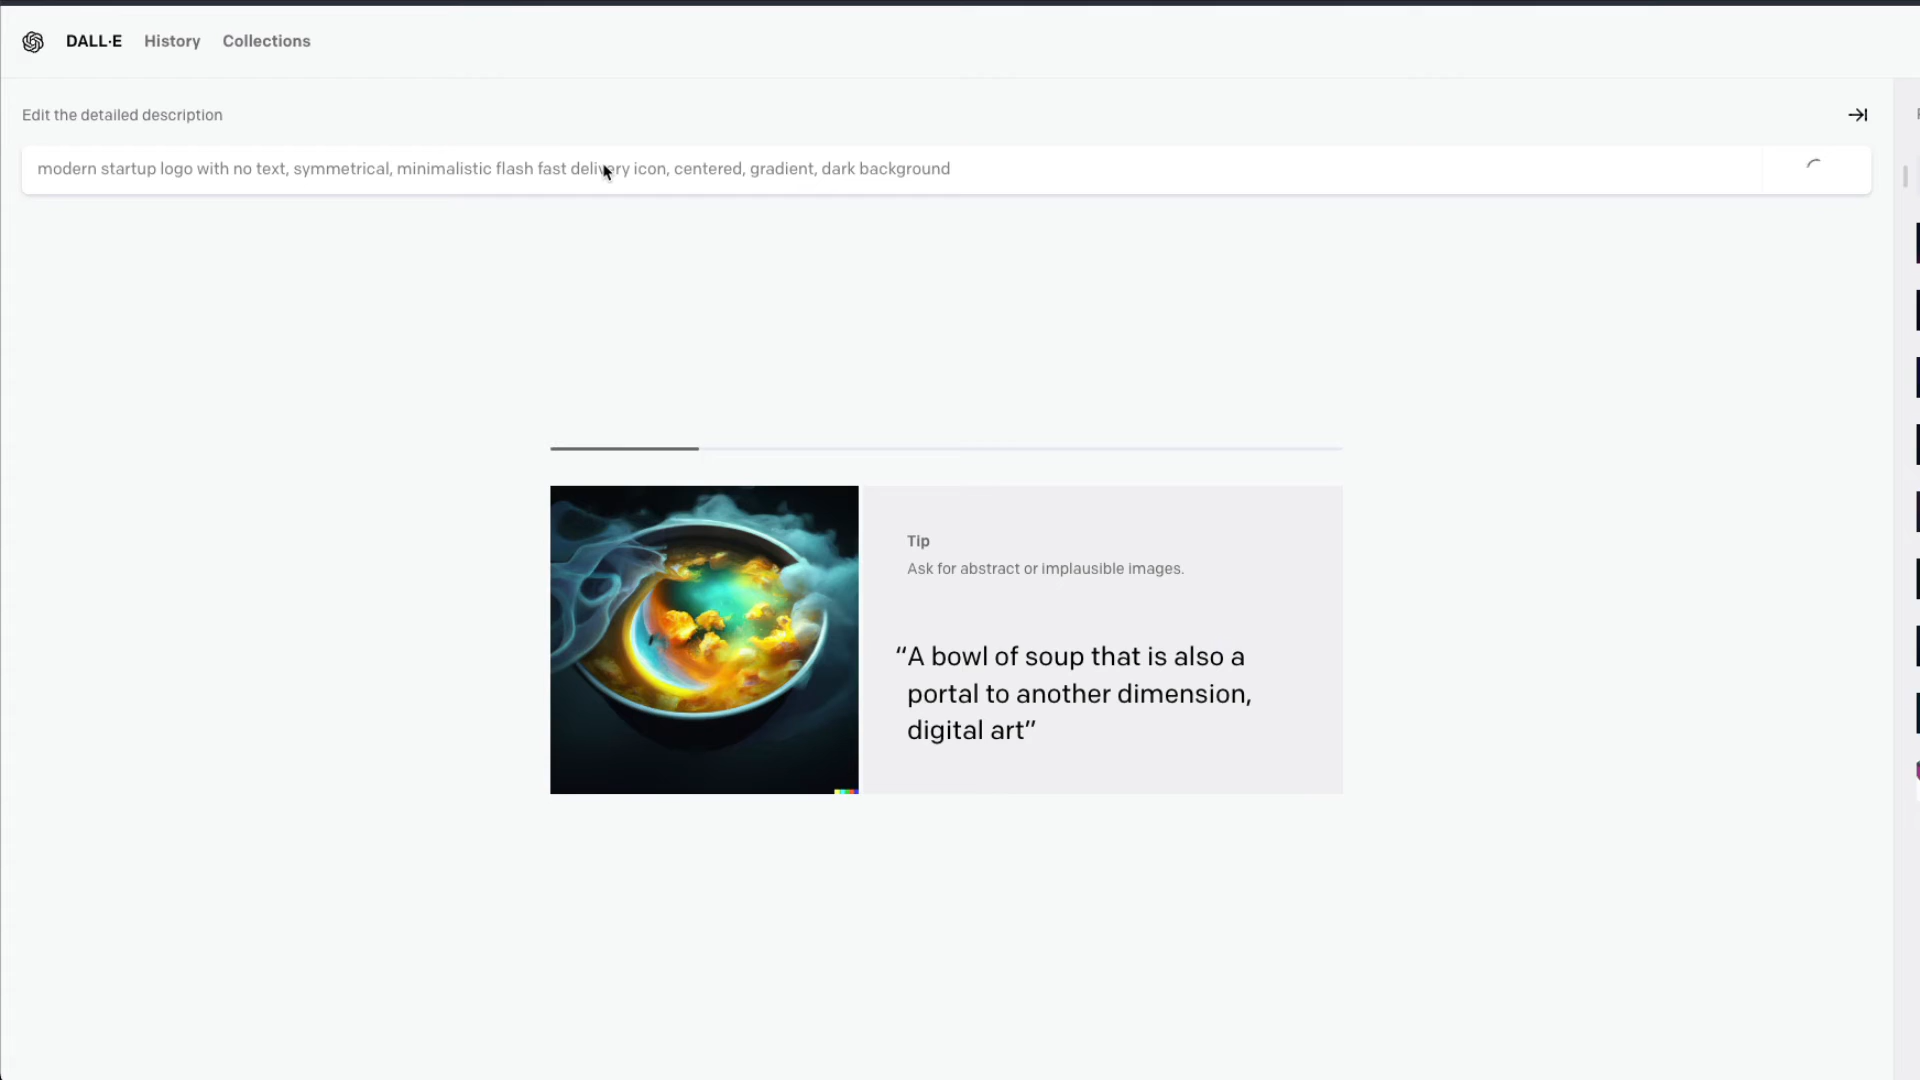 DALL·E History Collections
Edit the detailed description
modern startup logo with no text, symmetrical, minimalistic flash fast delivery icon, centered, gradient, dark background
Tip
Ask for abstract or implausible images.
“A bowl of soup that is also a
portal to another dimension,
digital art”